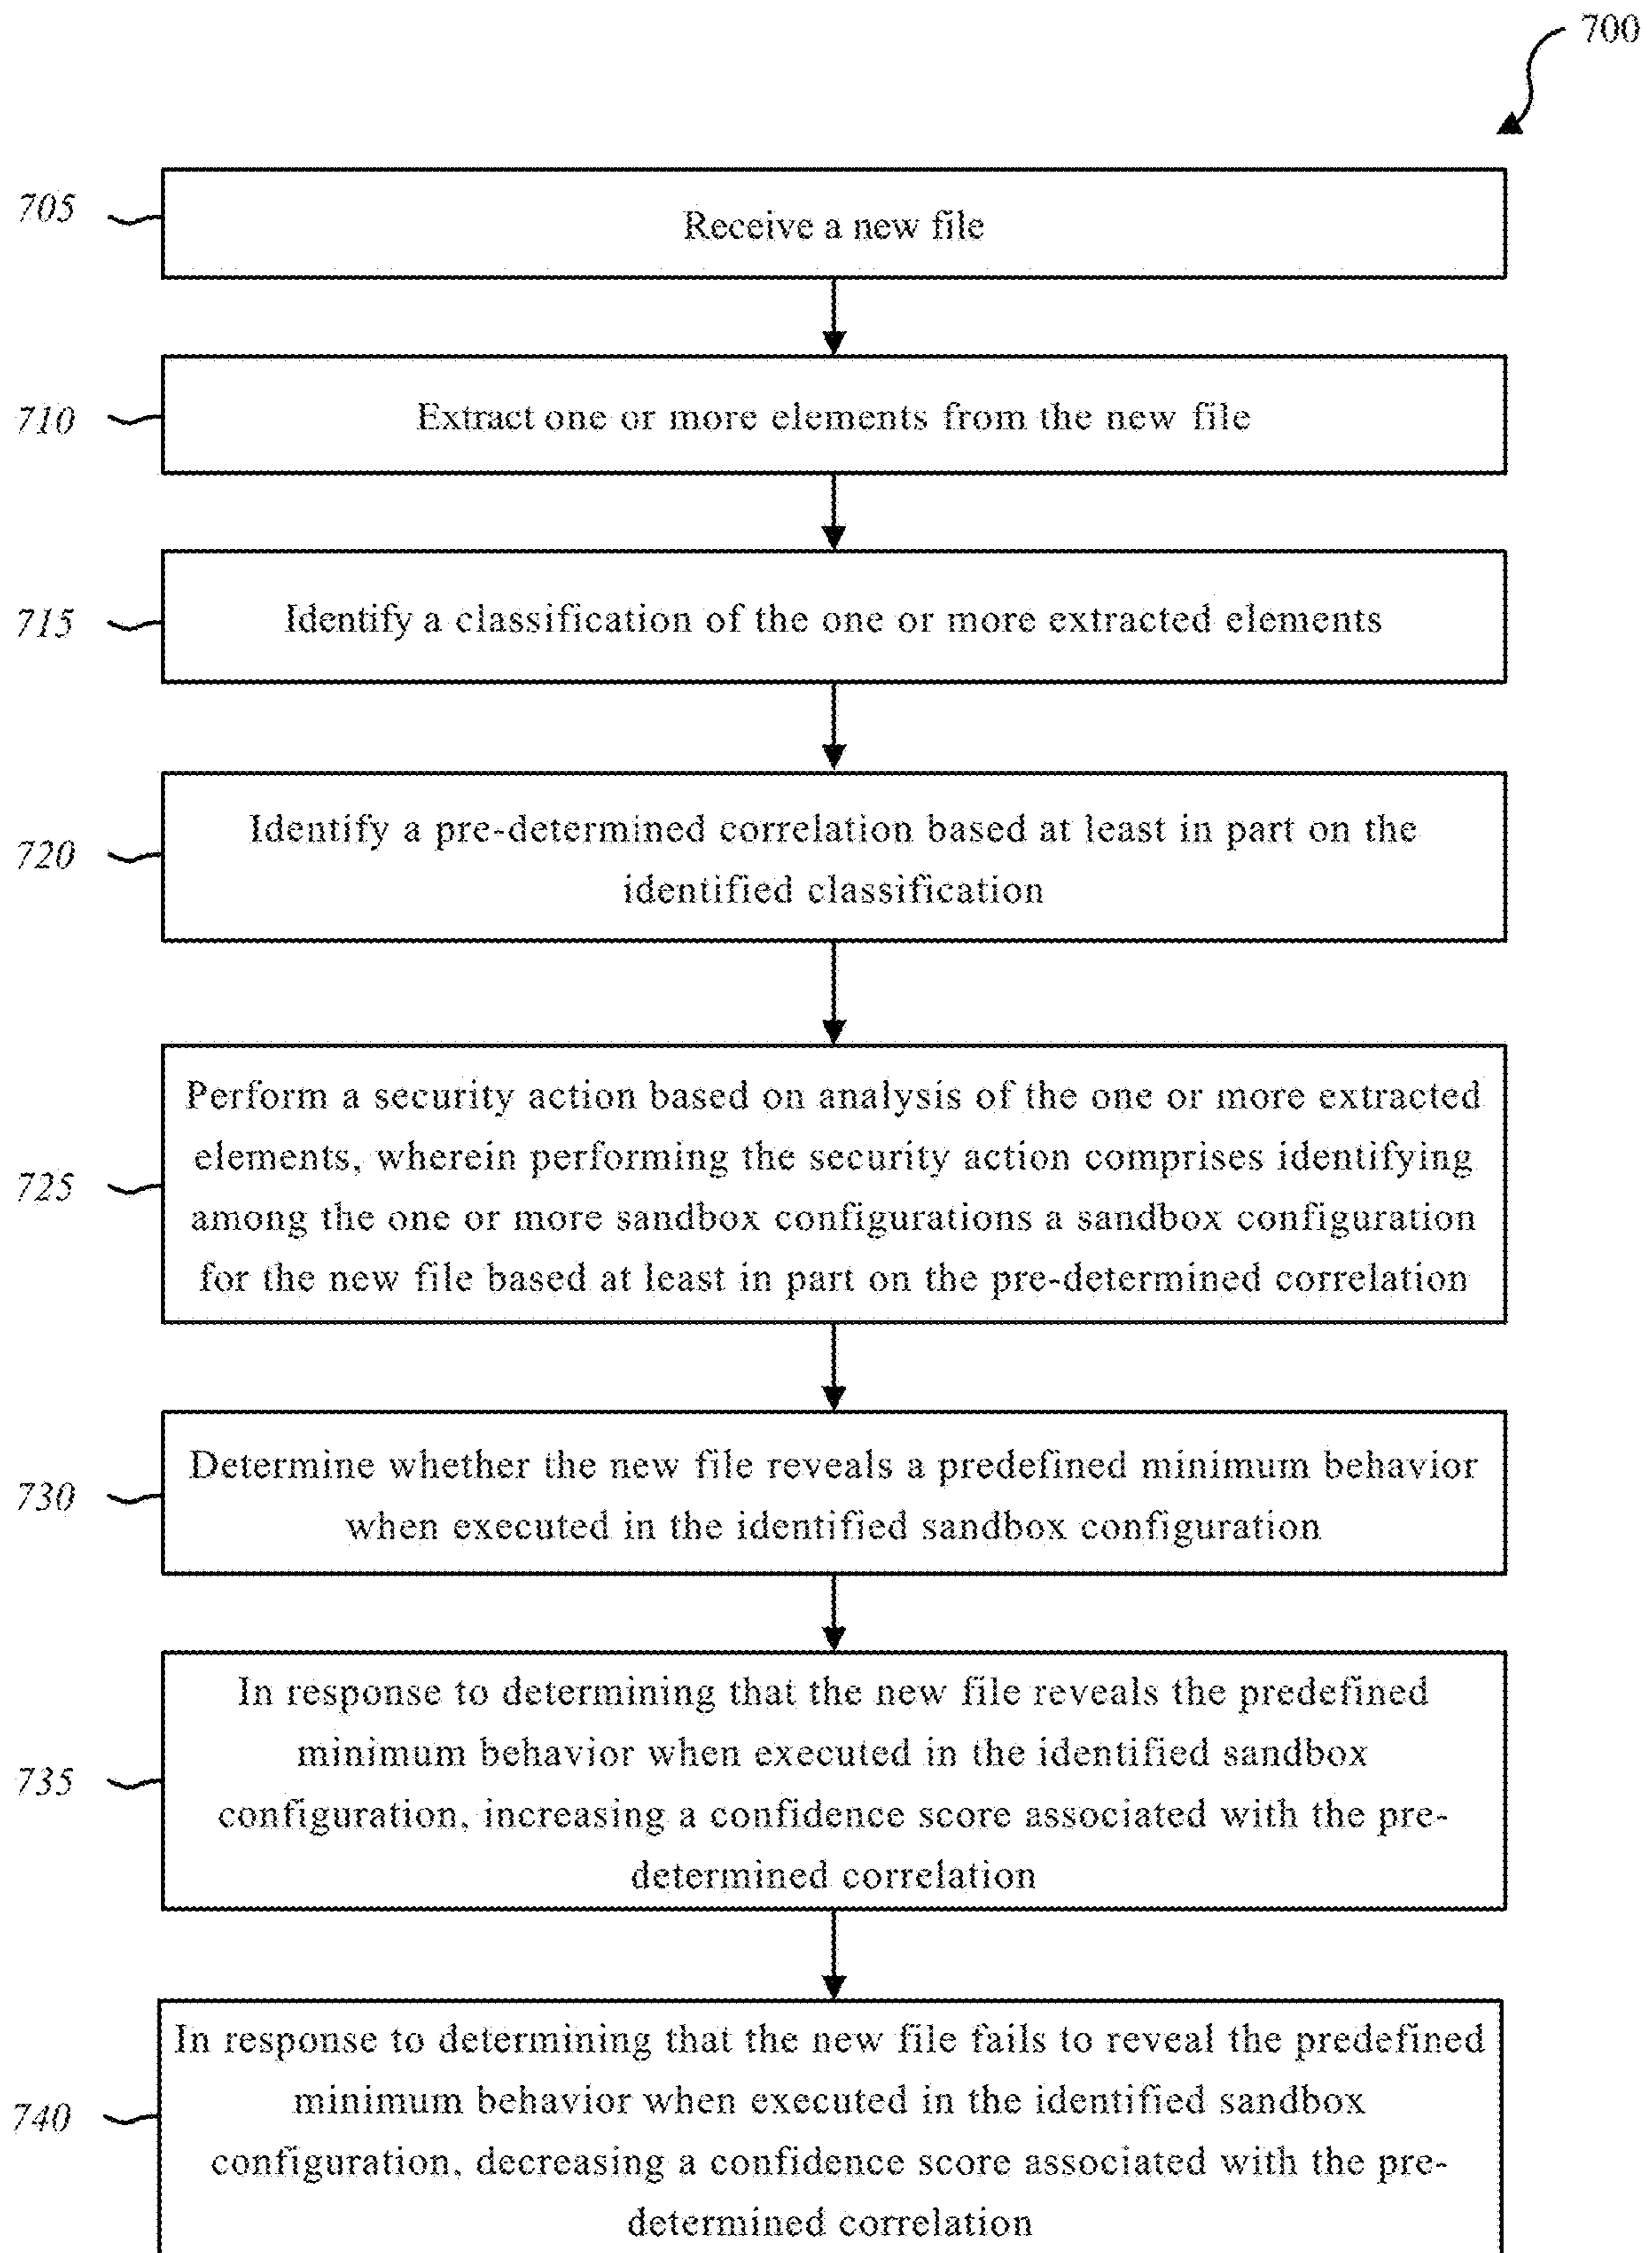 700
705
Receive a new file
710
Extract one or more elements from the new file
715
Identify a classification of the one or more extracted elements
720
Identify a pre-determined correlation based at least in part on the
identified classification
725
Perform a security action based on analysis of the one or more extracted
elements, wherein performing the security action comprises identifying
among the one or more sandbox configurations a sandbox configuration
for the new file based at least in part on the pre-determined correlation
730
Determine whether the new file reveals a predefined minimum behavior
when executed in the identified sandbox configuration
735
In response to determining that the new file reveals the predefined
minimum behavior when executed in the identified sandbox
configuration, increasing a confidence score associated with the pre-
determined correlation
740
In response to determining that the new file fails to reveal the predefined
minimum behavior when executed in the identified sandbox
configuration, decreasing a confidence score associated with the pre-
determined correlation